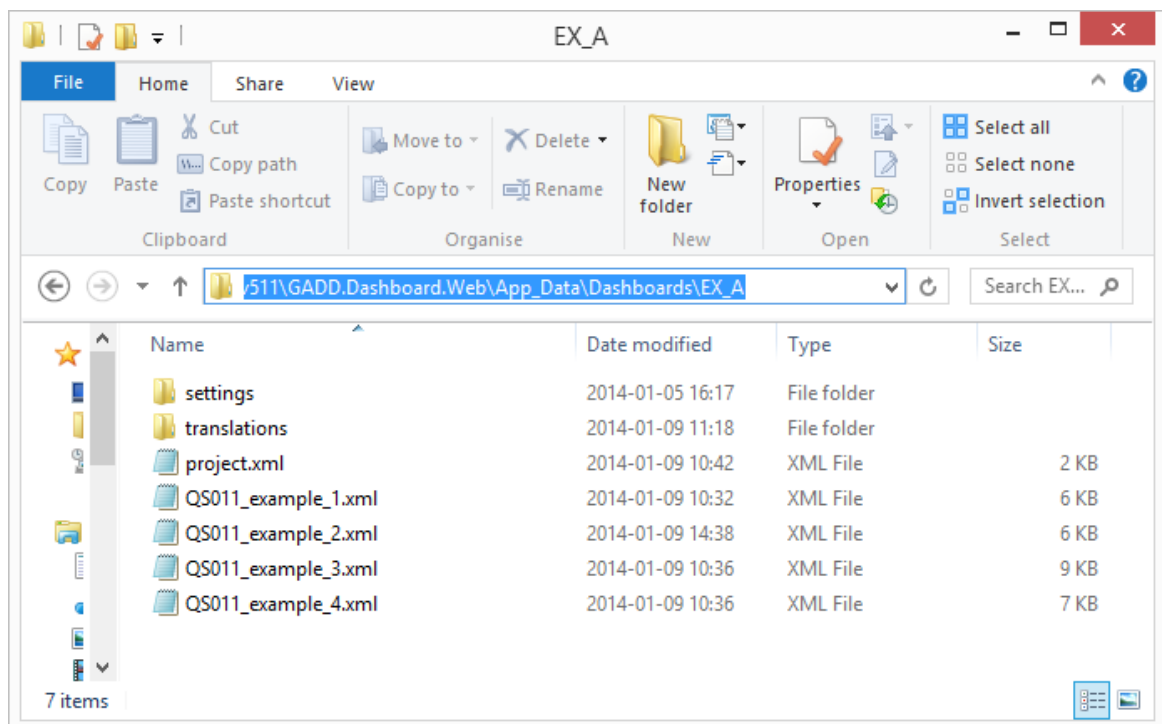 EX_A
File Home Share View
Copy
Paste
Cut
Copy path
Paste shortcut
Clipboard
Move to
Copy to
Delete
Rename
Organise
New folder
New
Properties
Open
Select all
Select none
Invert selection
Select
v511\GADD.Dashboard.Web\App_Data\Dashboards\EX_A
Search EX...
Name Date modified Type Size
settings 2014-01-05 16:17 File folder
translations 2014-01-09 11:18 File folder
project.xml 2014-01-09 10:42 XML File 2 KB
QS011_example_1.xml 2014-01-09 10:32 XML File 6 KB
QS011_example_2.xml 2014-01-09 14:38 XML File 6 KB
QS011_example_3.xml 2014-01-09 10:36 XML File 9 KB
QS011_example_4.xml 2014-01-09 10:36 XML File 7 KB
7 items